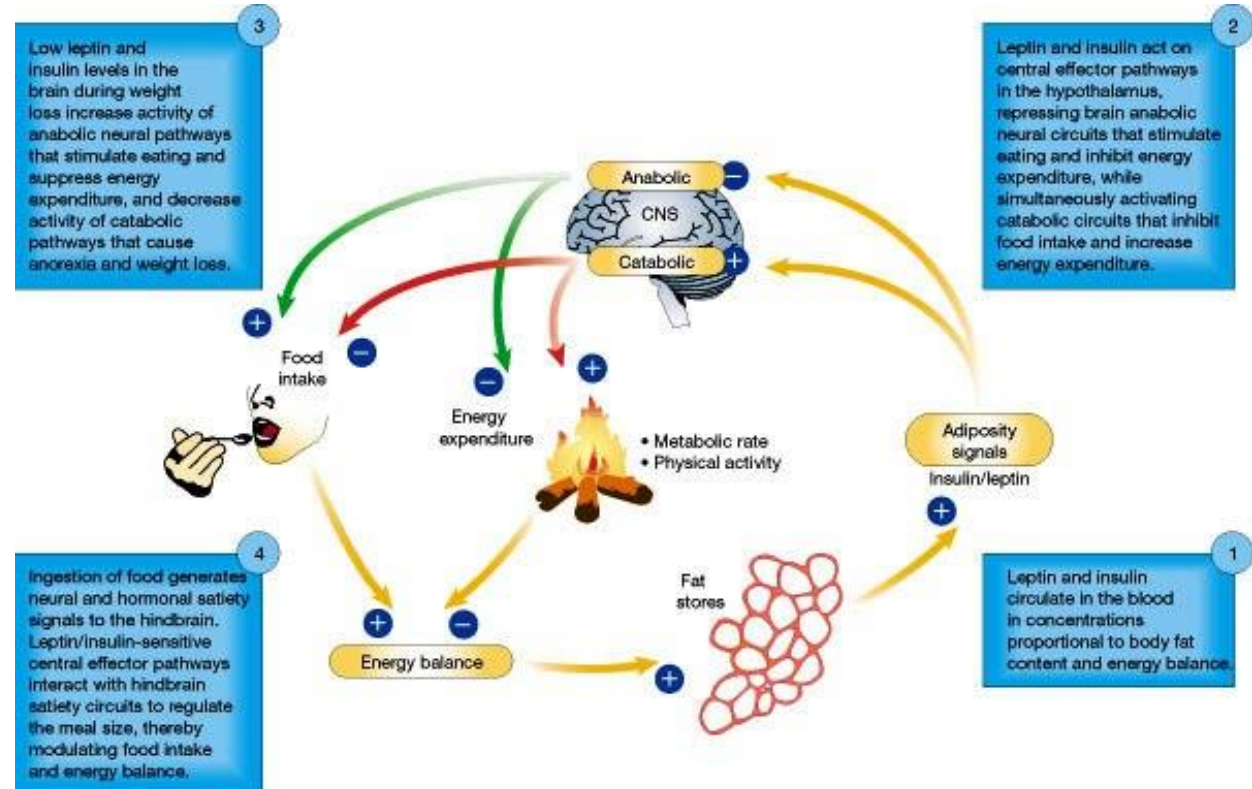 3
Low leptin and
insulin levels in the
brain during weight
loss increase activity of
anabolic neural pathways
that stimulate eating and
suppress energy
expenditure, and decrease
activity of catabolic
pathways that cause
anorexia and weight loss.
2
Leptin and insulin act on
central effector pathways
in the hypothalamus,
repressing brain anabolic
neural circuits that stimulate
eating and inhibit energy
expenditure, while
simultaneously activating
catabolic circuits that inhibit
food intake and increase
energy expenditure.
Anabolic
−
CNS
Catabolic
+
+
−
Food
intake
−
+
Energy
expenditure
• Metabolic rate
• Physical activity
Adiposity
signals
Insulin/leptin
+
4
Ingestion of food generates
neural and hormonal satiety
signals to the hindbrain.
Leptin/insulin-sensitive
central effector pathways
interact with hindbrain
satiety circuits to regulate
the meal size, thereby
modulating food intake
and energy balance.
+
−
Energy balance
+
Fat
stores
1
Leptin and insulin
circulate in the blood
in concentrations
proportional to body fat
content and energy balance.